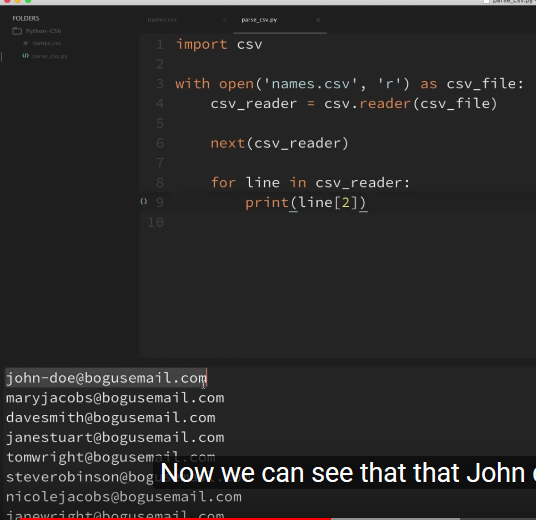 parse_csv.py
FOLDERS
Python-CSV
names.csv
parse_csv.py
names.csv
parse_csv.py
1 import csv
2
3 with open('names.csv', 'r') as csv_file:
4 csv_reader = csv.reader(csv_file)
5
6 next(csv_reader)
7
8 for line in csv_reader:
9 print(line[2])
10
john-doe@bogusemail.com
maryjacobs@bogusemail.com
davesmith@bogusemail.com
janestuart@bogusemail.com
tomwright@bogusemail.com
steverobinson@bogusemail.com
nicolejacobs@bogusemail.com
janewright@bogusemail.com
Now we can see that that John